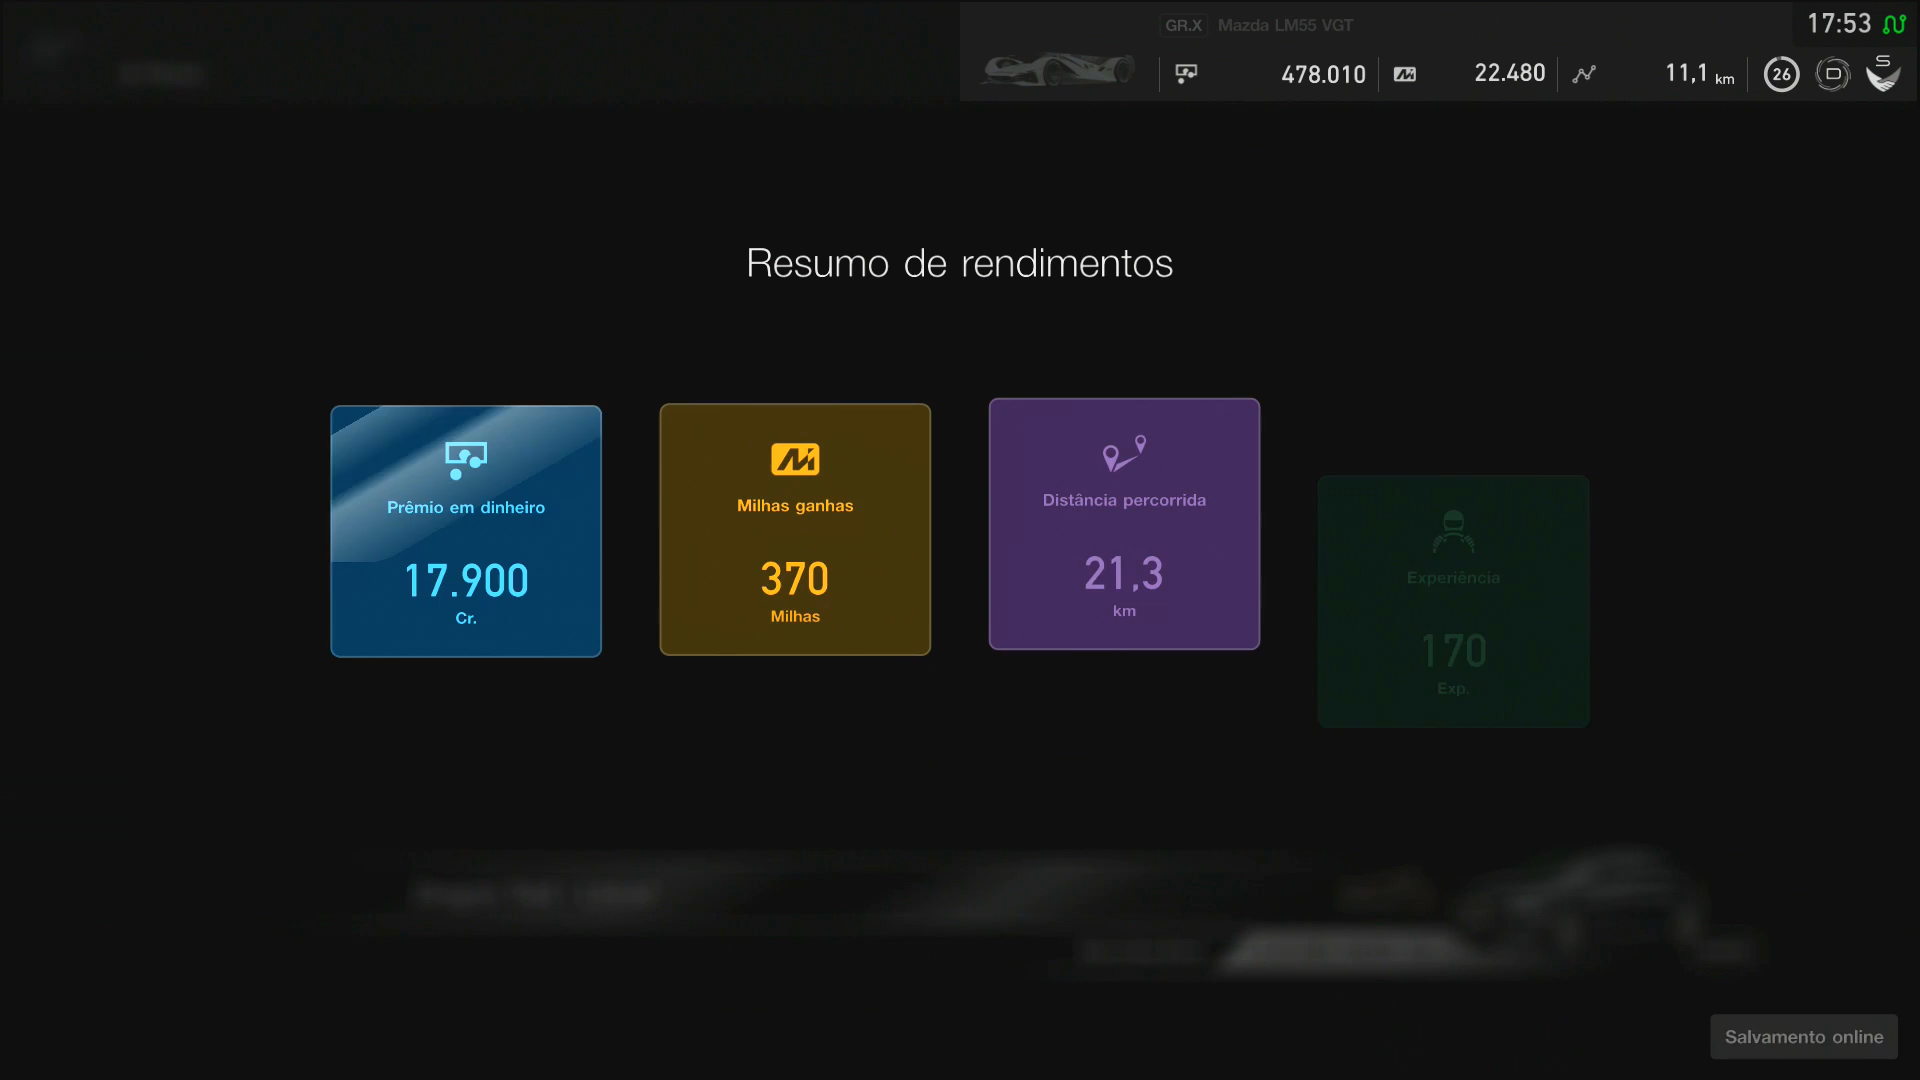 GR.X Mazda LM55 VGT
17:53
478.010 22.480 11,1 km 26 D S
Resumo de rendimentos
Prêmio em dinheiro
17.900
Cr.
Milhas ganhas
370
Milhas
Distância percorrida
21,3
km
Experiência
170
Exp.
Salvamento online